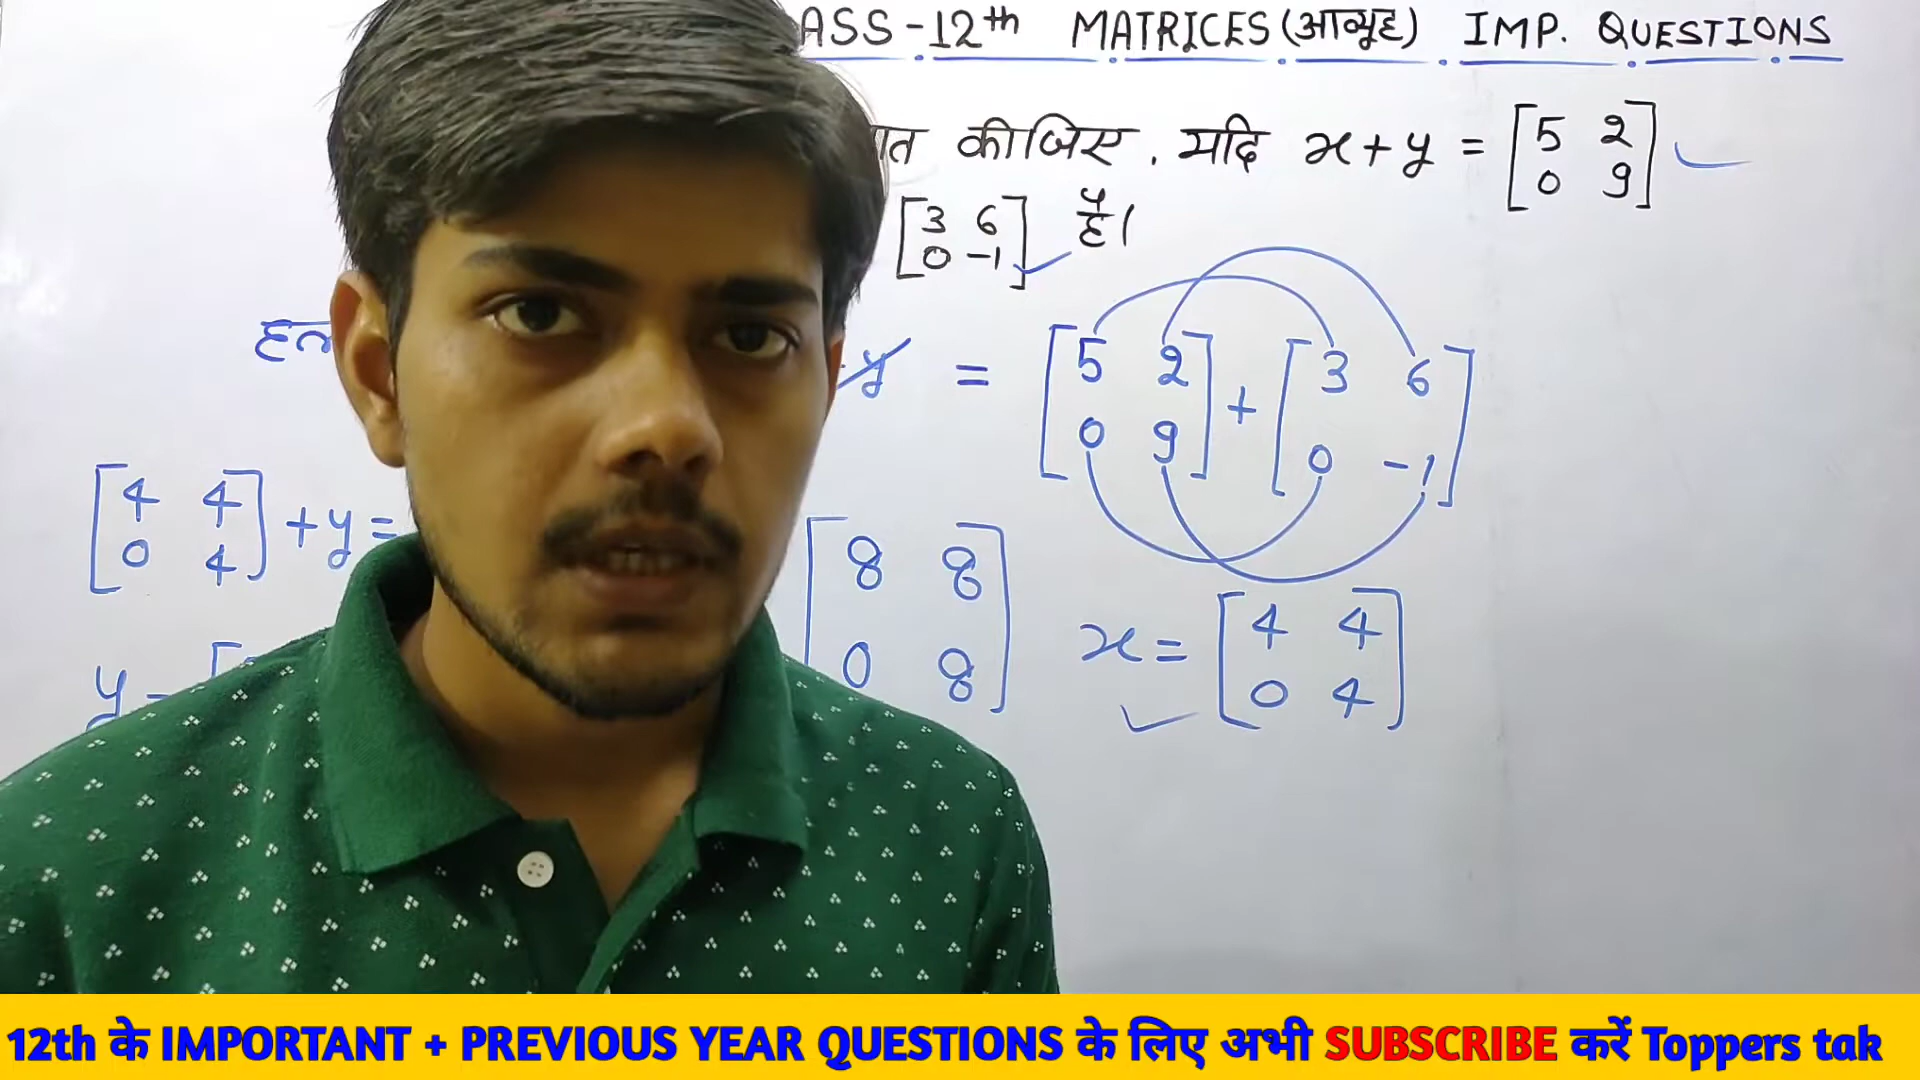 ASS-12th MATRICES (आव्यूह) IMP. QUESTIONS
कीजिए. यदि x+y = [5 2
0 9]
[3 6
0 -1] है।
हल
y = [5 2
0 9] + [3 6
0 -1]
[4 4
0 4] + y =
[8 8
0 8]
x = [4 4
0 4]
y =
12th के IMPORTANT + PREVIOUS YEAR QUESTIONS के लिए अभी SUBSCRIBE करें Toppers tak